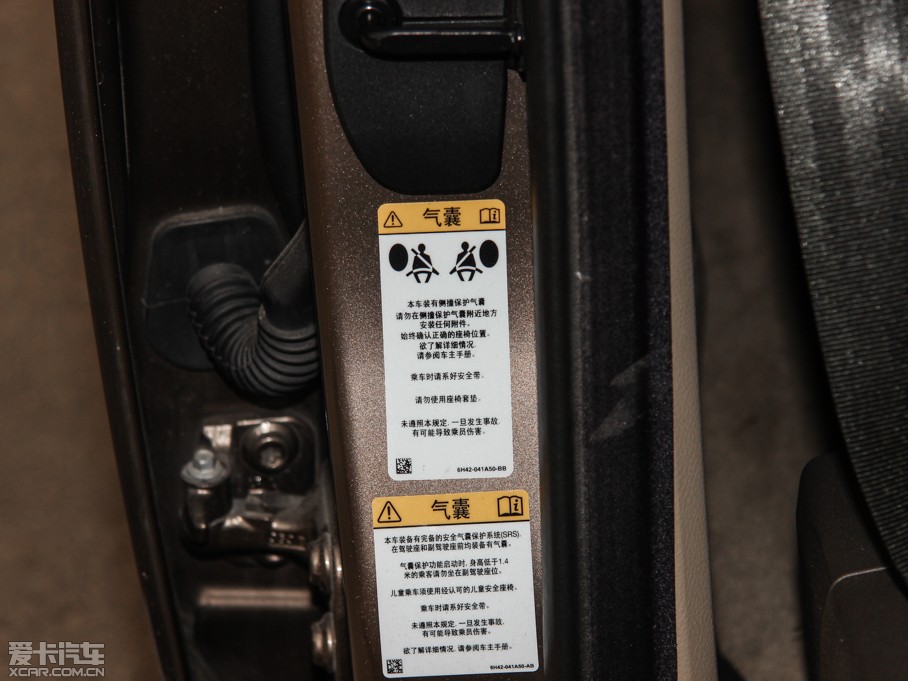 气囊
本车装有侧撞保护气囊
请勿在侧撞保护气囊附近地方
安装任何附件。
始终确认正确的座椅位置。
欲了解详细情况,
请参阅车主手册。
乘车时请系好安全带。
请勿使用座椅套垫。
未遵照本规定,一旦发生事故,
有可能导致乘员伤害。
6H42-041A50-BB
气囊
本车装备有完备的安全气囊保护系统(SRS),
在驾驶座和副驾驶座前均装备有气囊。
气囊保护功能启动时,身高低于1.4
米的乘客请勿坐在副驾驶座位。
儿童乘车须使用经认可的儿童安全座椅。
乘车时请系好安全带。
未遵照本规定,一旦发生事故,
有可能导致乘员伤害。
欲了解详细情况,请参阅车主手册。
6H42-041A50-AB
爱卡汽车
XCAR.COM.CN